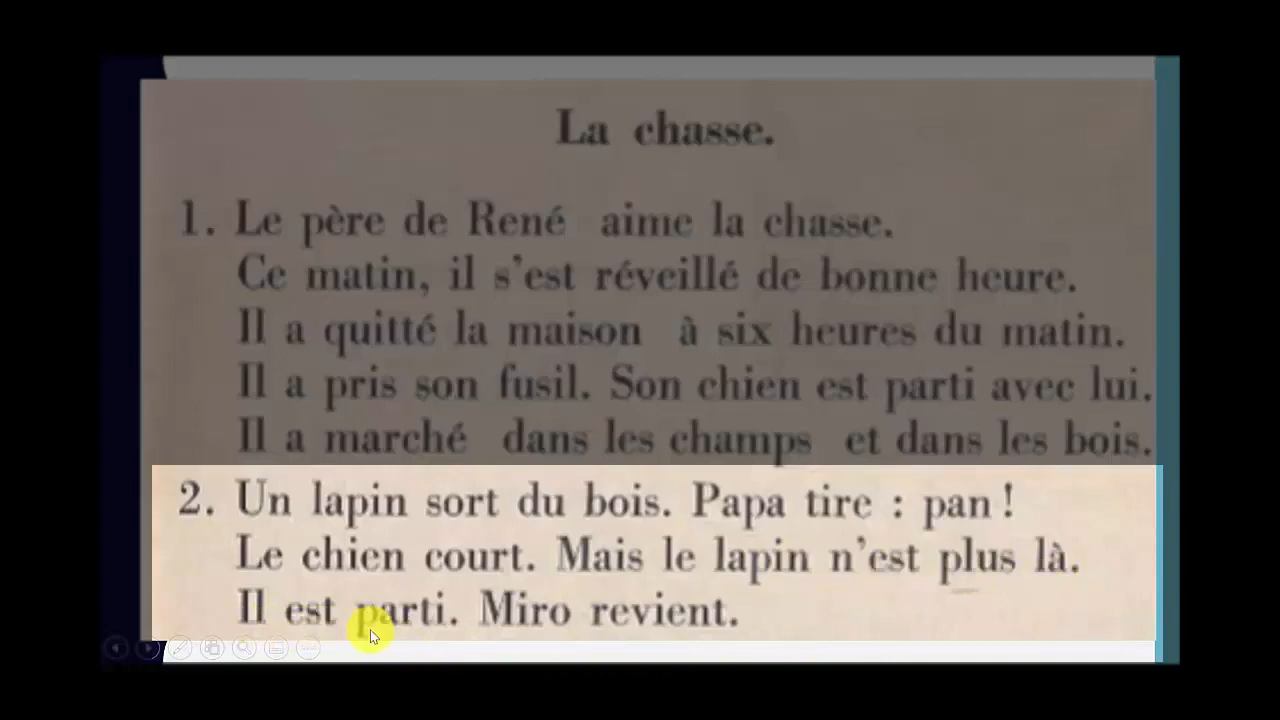 La chasse.
1. Le père de René aime la chasse.
Ce matin, il s'est réveillé de bonne heure.
Il a quitté la maison à six heures du matin.
Il a pris son fusil. Son chien est parti avec lui.
Il a marché dans les champs et dans les bois.
2. Un lapin sort du bois. Papa tire : pan !
Le chien court. Mais le lapin n'est plus là.
Il est parti. Miro revient.